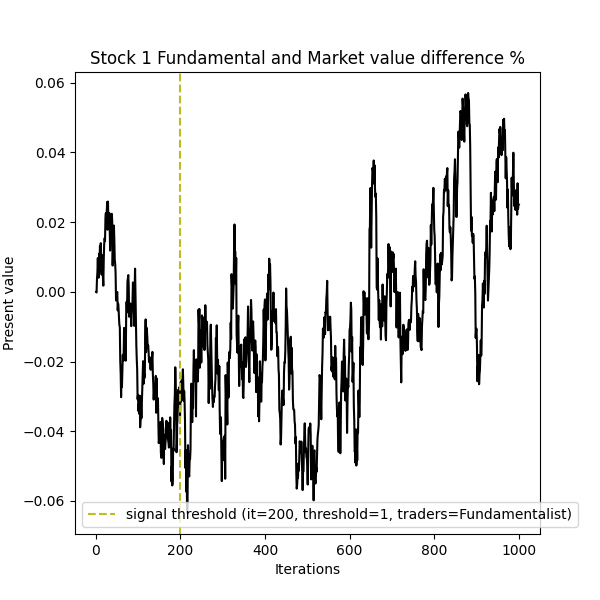 Stock 1 Fundamental and Market value difference %
0.06
0.04
0.02
0.00
−0.02
−0.04
−0.06
Present value
signal threshold (it=200, threshold=1, traders=Fundamentalist)
0 200 400 600 800 1000
Iterations